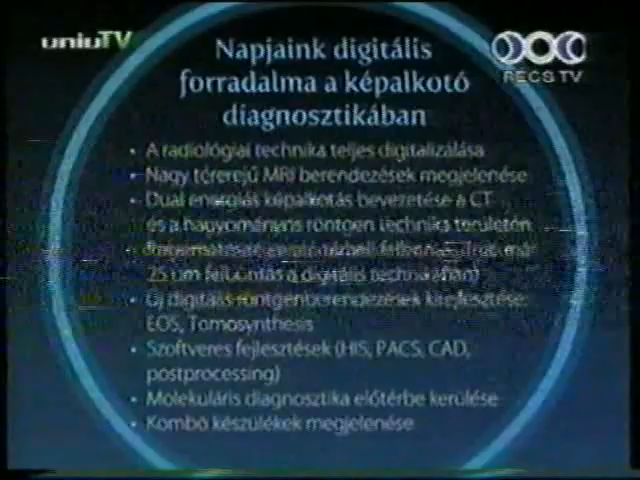 uniuTV
PECS TV
Napjaink digitális
forradalma a képalkotó
diagnosztikában
• A radiológiai technika teljes digitalizálása
• Nagy térerejű MRI berendezések megjelenése
• Dual energiás képalkotás bevezetése a CT
és a hagyományos röntgen technika területén
már
25 um felbontás a digitális technikában)
• Új digitális röntgenberendezések kifejlesztése:
EOS, Tomosynthesis
• Szoftveres fejlesztések (HIS, PACS, CAD,
postprocessing)
• Molekuláris diagnosztika előtérbe kerülése
• Kombó készülékek megjelenése